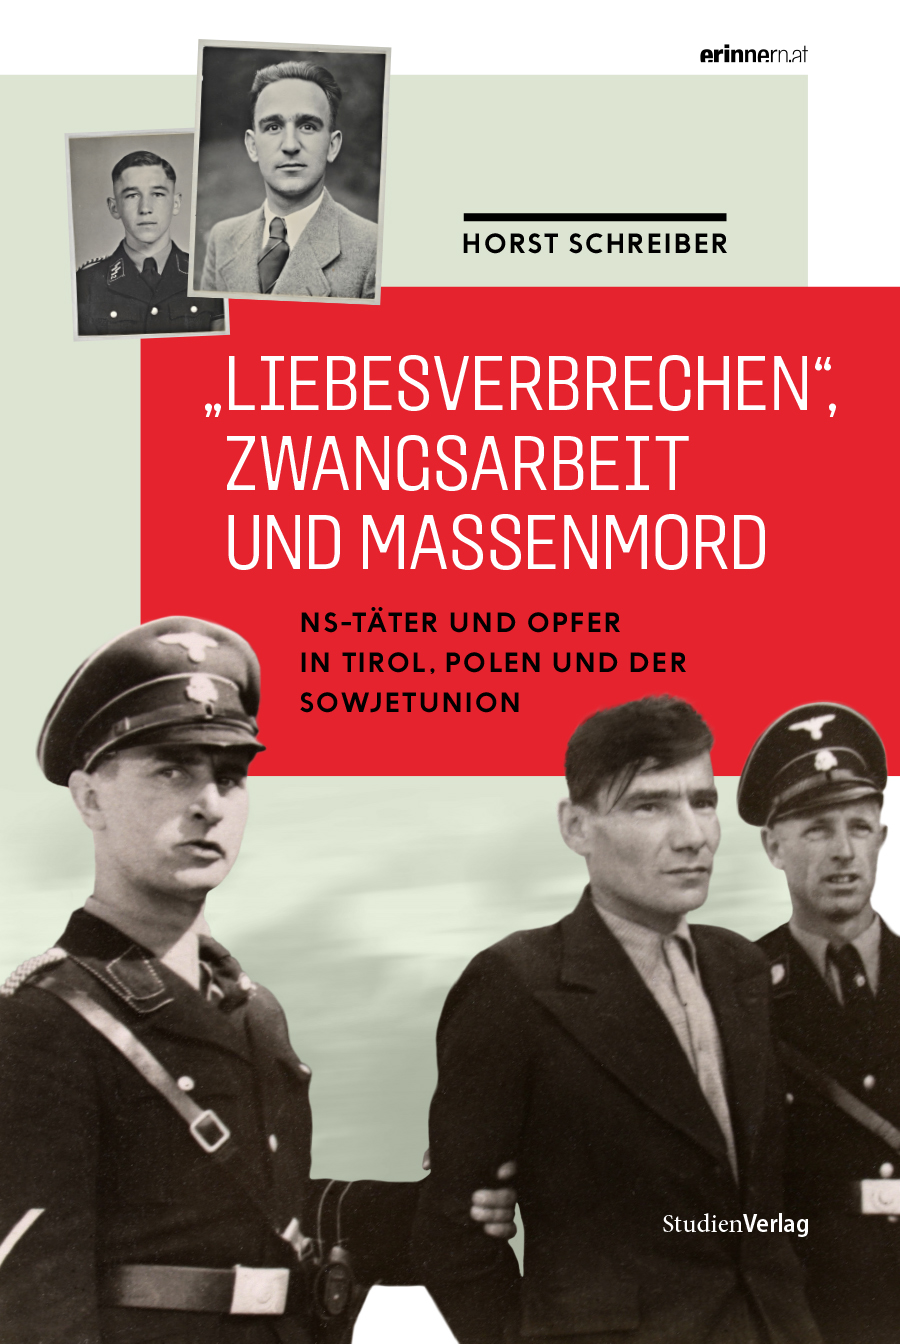 erinnern.at
HORST SCHREIBER
„LIEBESVERBRECHEN“,
ZWANGSARBEIT
UND MASSENMORD
NS-TÄTER UND OPFER
IN TIROL, POLEN UND DER
SOWJETUNION
StudienVerlag